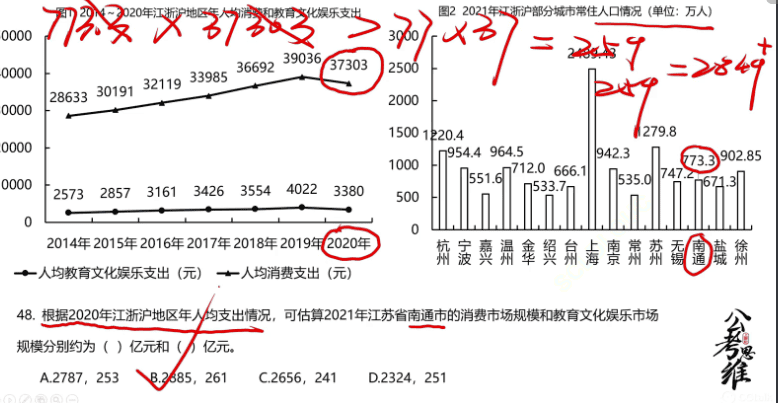 图1 2014~2020年江浙沪地区年人均消费和教育文化娱乐支出
50000
40000
30000
20000
10000
0
28633 30191 32119 33985 36692 39036 37303
2573 2857 3161 3426 3554 4022 3380
2014年 2015年 2016年 2017年 2018年 2019年 2020年
人均教育文化娱乐支出（元） 人均消费支出（元）
图2 2021年江浙沪部分城市常住人口情况（单位：万人）
3000
2500
2000
1500
1000
500
0
1220.4 954.4 551.6 964.5 712.0 533.7 666.1 2489.43 942.3 535.0 1279.8 747.2 773.3 671.3 902.85
杭州 宁波 嘉兴 温州 金华 绍兴 台州 上海 南京 常州 苏州 无锡 南通 盐城 徐州
> 77 × 37 = 259
259
= 2849+
48. 根据2020年江浙沪地区年人均支出情况，可估算2021年江苏省南通市的消费市场规模和教育文化娱乐市场
规模分别约为（ ）亿元和（ ）亿元。
A.2787，253 B.2885，261 C.2656，241 D.2324，251
公考思维